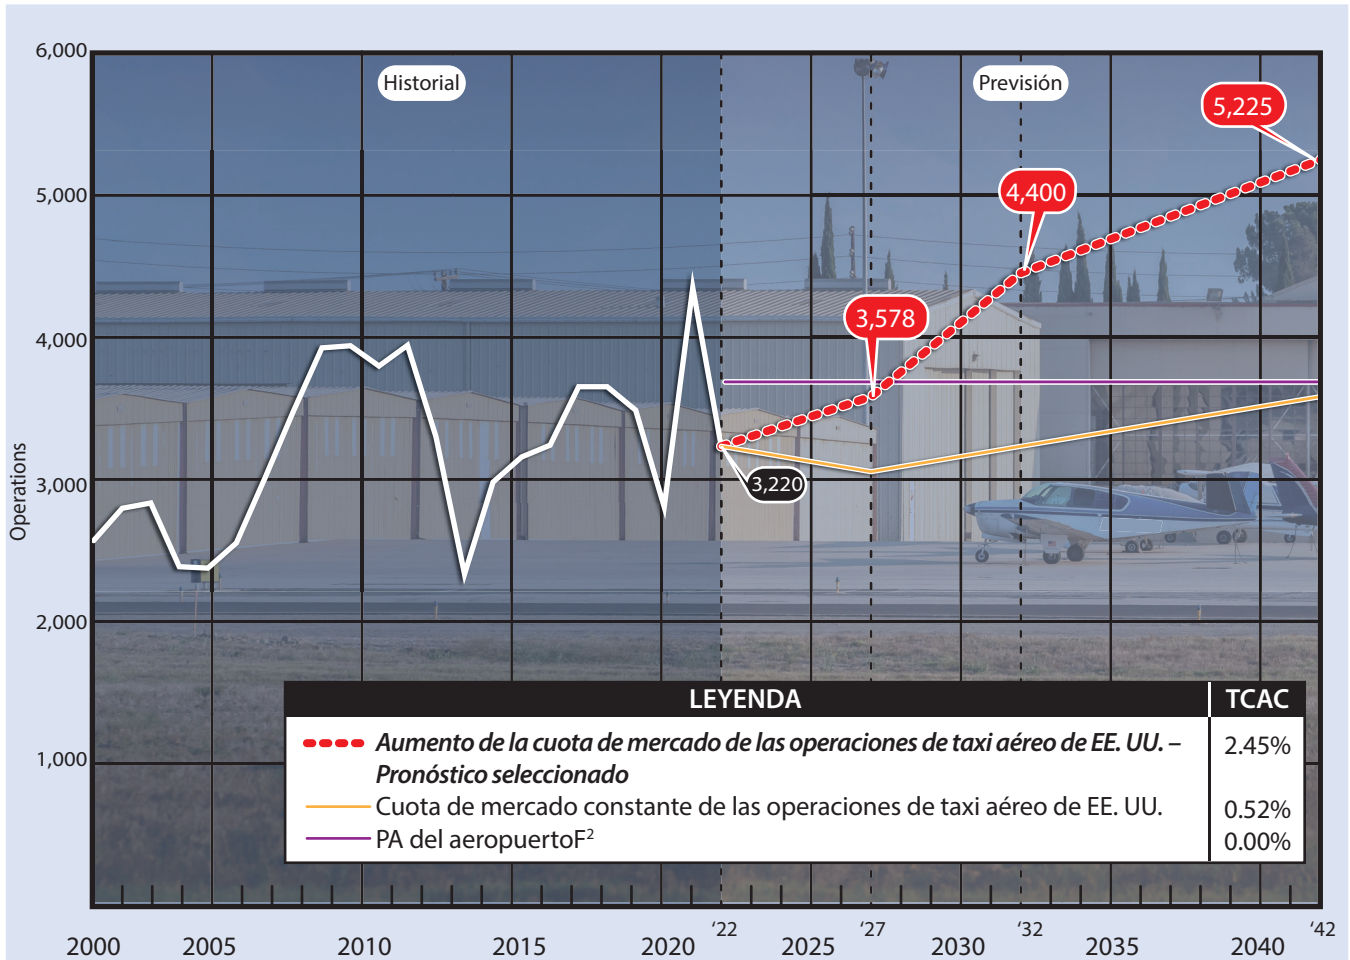 6,000
Historial
Previsión
5,225
5,000
4,400
4,000
3,578
3,000
3,220
Operations
2,000
LEYENDA
TCAC
Aumento de la cuota de mercado de las operaciones de taxi aéreo de EE. UU. –
Pronóstico seleccionado
2.45%
Cuota de mercado constante de las operaciones de taxi aéreo de EE. UU.
0.52%
PA del aeropuertoF²
0.00%
1,000
2000
2005
2010
2015
2020
‘22
2025
‘27
2030
‘32
2035
2040
‘42